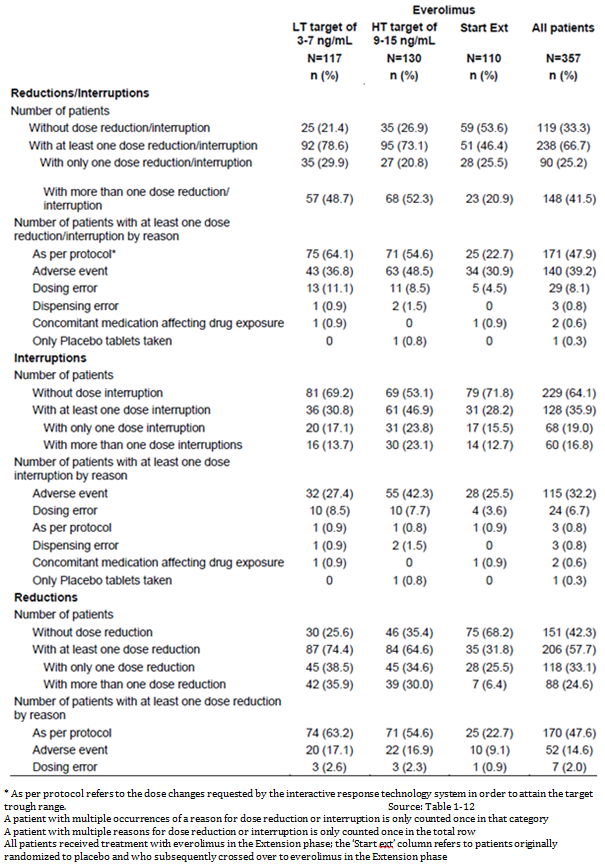 Everolimus
LT target of 3-7 ng/mL HT target of 9-15 ng/mL Start Ext All patients
N=117 N=130 N=110 N=357
n (%) n (%) n (%) n (%)
Reductions/Interruptions
Number of patients
Without dose reduction/interruption 25 (21.4) 35 (26.9) 59 (53.6) 119 (33.3)
With at least one dose reduction/interruption 92 (78.6) 95 (73.1) 51 (46.4) 238 (66.7)
With only one dose reduction/interruption 35 (29.9) 27 (20.8) 28 (25.5) 90 (25.2)
With more than one dose reduction/
interruption 57 (48.7) 68 (52.3) 23 (20.9) 148 (41.5)
Number of patients with at least one dose
reduction/interruption by reason
As per protocol* 75 (64.1) 71 (54.6) 25 (22.7) 171 (47.9)
Adverse event 43 (36.8) 63 (48.5) 34 (30.9) 140 (39.2)
Dosing error 13 (11.1) 11 (8.5) 5 (4.5) 29 (8.1)
Dispensing error 1 (0.9) 2 (1.5) 0 3 (0.8)
Concomitant medication affecting drug exposure 1 (0.9) 0 1 (0.9) 2 (0.6)
Only Placebo tablets taken 0 1 (0.8) 0 1 (0.3)
Interruptions
Number of patients
Without dose interruption 81 (69.2) 69 (53.1) 79 (71.8) 229 (64.1)
With at least one dose interruption 36 (30.8) 61 (46.9) 31 (28.2) 128 (35.9)
With only one dose interruption 20 (17.1) 31 (23.8) 17 (15.5) 68 (19.0)
With more than one dose interruptions 16 (13.7) 30 (23.1) 14 (12.7) 60 (16.8)
Number of patients with at least one dose
interruption by reason
Adverse event 32 (27.4) 55 (42.3) 28 (25.5) 115 (32.2)
Dosing error 10 (8.5) 10 (7.7) 4 (3.6) 24 (6.7)
As per protocol 1 (0.9) 1 (0.8) 1 (0.9) 3 (0.8)
Dispensing error 1 (0.9) 2 (1.5) 0 3 (0.8)
Concomitant medication affecting drug exposure 1 (0.9) 0 1 (0.9) 2 (0.6)
Only Placebo tablets taken 0 1 (0.8) 0 1 (0.3)
Reductions
Number of patients
Without dose reduction 30 (25.6) 46 (35.4) 75 (68.2) 151 (42.3)
With at least one dose reduction 87 (74.4) 84 (64.6) 35 (31.8) 206 (57.7)
With only one dose reduction 45 (38.5) 45 (34.6) 28 (25.5) 118 (33.1)
With more than one dose reduction 42 (35.9) 39 (30.0) 7 (6.4) 88 (24.6)
Number of patients with at least one dose reduction
by reason
As per protocol 74 (63.2) 71 (54.6) 25 (22.7) 170 (47.6)
Adverse event 20 (17.1) 22 (16.9) 10 (9.1) 52 (14.6)
Dosing error 3 (2.6) 3 (2.3) 1 (0.9) 7 (2.0)
* As per protocol refers to the dose changes requested by the interactive response technology system in order to attain the target
trough range. Source: Table 1-12
A patient with multiple occurrences of a reason for dose reduction or interruption is only counted once in that category
A patient with multiple reasons for dose reduction or interruption is only counted once in the total row
All patients received treatment with everolimus in the Extension phase; the 'Start ext' column refers to patients originally
randomized to placebo and who subsequently crossed over to everolimus in the Extension phase